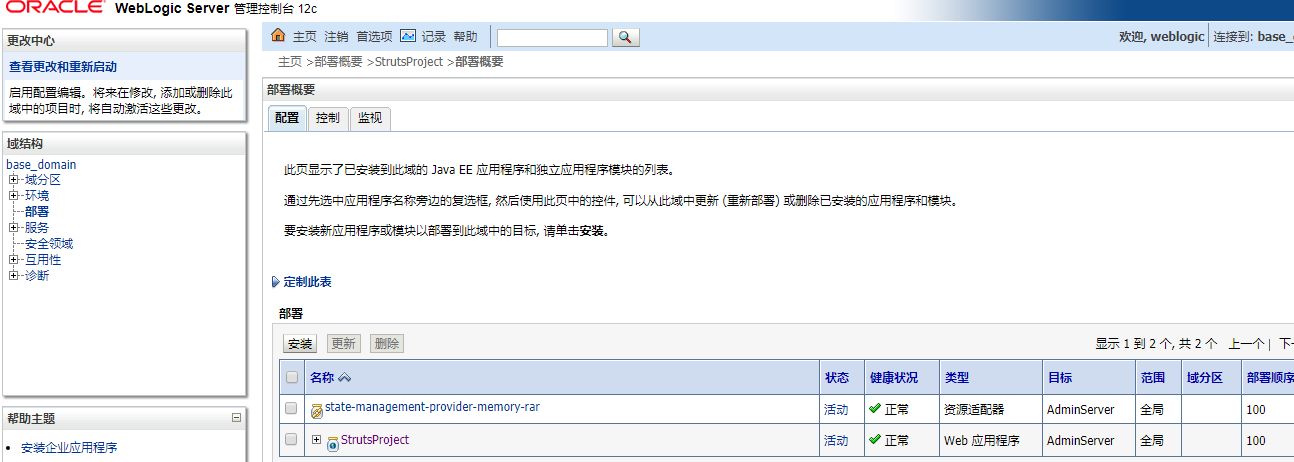 ORACLE WebLogic Server 管理控制台 12c
更改中心
查看更改和重新启动
启用配置编辑。将来在修改, 添加或删除此
域中的项目时, 将自动激活这些更改。
域结构
base_domain
域分区
环境
部署
服务
安全领域
互用性
诊断
帮助主题
安装企业应用程序
主页 注销 首选项 记录 帮助
欢迎, weblogic 连接到: base_
主页 >部署概要 >StrutsProject >部署概要
部署概要
配置 控制 监视
此页显示了已安装到此域的 Java EE 应用程序和独立应用程序模块的列表。
通过先选中应用程序名称旁边的复选框, 然后使用此页中的控件, 可以从此域中更新 (重新部署) 或删除已安装的应用程序和模块。
要安装新应用程序或模块以部署到此域中的目标, 请单击安装。
定制此表
部署
安装 更新 删除 显示 1 到 2 个, 共 2 个 上一个 | 下一
名称 状态 健康状况 类型 目标 范围 域分区 部署顺序
state-management-provider-memory-rar 活动 正常 资源适配器 AdminServer 全局 100
StrutsProject 活动 正常 Web 应用程序 AdminServer 全局 100